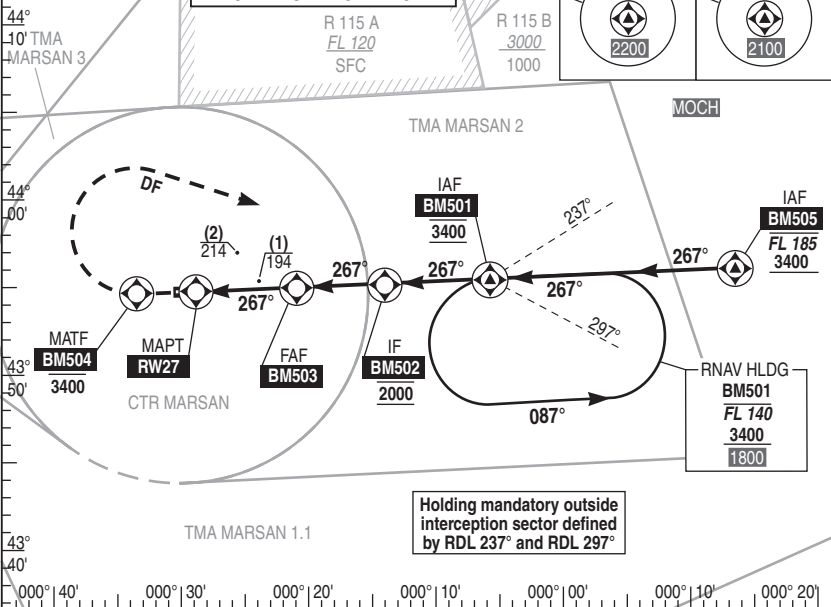 44°
10'
TMA
MARSAN 3
R 115 A
FL 120
SFC
R 115 B
3000
1000
2200
2100
MOCH
TMA MARSAN 2
44°
00'
DF
(2)
214
(1)
194
IAF
BM501
3400
237°
IAF
BM505
FL 185
3400
267°
267°
267°
267°
267°
297°
MATF
BM504
3400
MAPT
RW27
FAF
BM503
IF
BM502
2000
43°
50'
CTR MARSAN
087°
RNAV HLDG
BM501
FL 140
3400
1800
Holding mandatory outside
interception sector defined
by RDL 237° and RDL 297°
TMA MARSAN 1.1
43°
40'
000° 40' 000° 30' 000° 20' 000° 10' 000° 00' 000° 10' 000° 20'